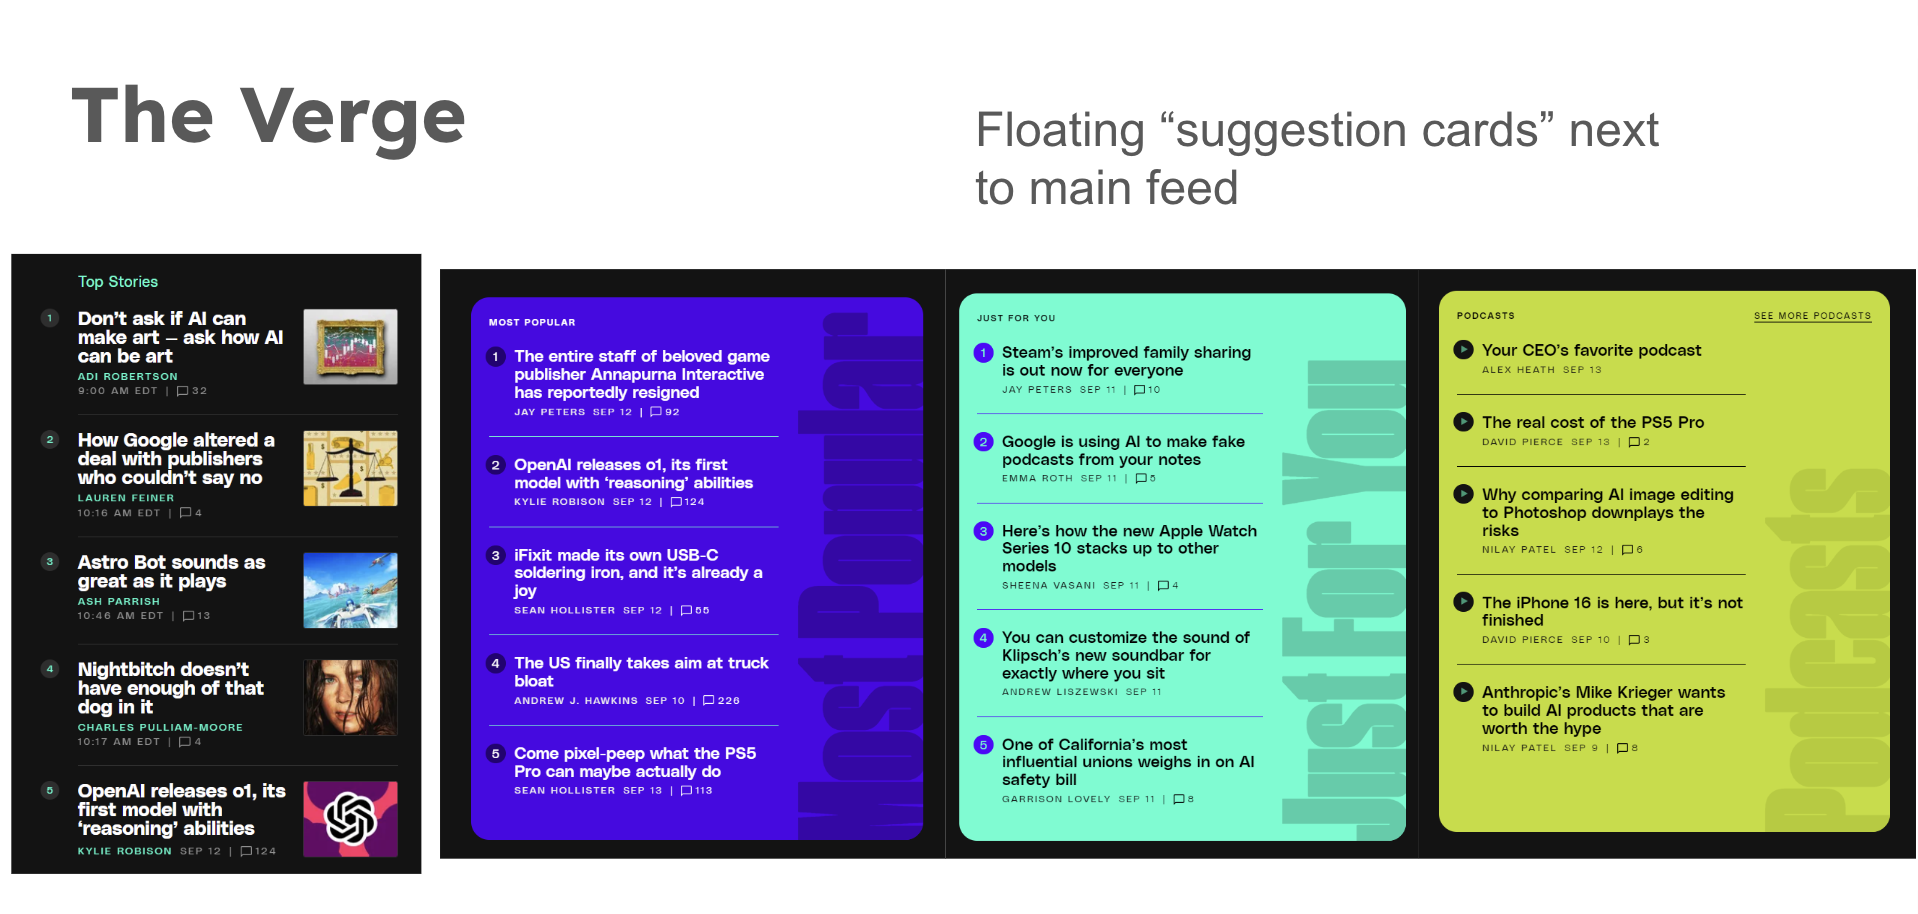 The Verge
Floating “suggestion cards” next
to main feed
Top Stories
1
Don’t ask if AI can
make art — ask how AI
can be art
ADI ROBERTSON
9:00 AM EDT | 32
2
How Google altered a
deal with publishers
who couldn’t say no
LAUREN FEINER
10:16 AM EDT | 4
3
Astro Bot sounds as
great as it plays
ASH PARRISH
10:46 AM EDT | 13
4
Nightbitch doesn’t
have enough of that
dog in it
CHARLES PULLIAM-MOORE
10:17 AM EDT | 4
5
OpenAI releases o1, its
first model with
‘reasoning’ abilities
KYLIE ROBISON SEP 12 | 124
MOST POPULAR
1
The entire staff of beloved game
publisher Annapurna Interactive
has reportedly resigned
JAY PETERS SEP 12 | 92
2
OpenAI releases o1, its first
model with ‘reasoning’ abilities
KYLIE ROBISON SEP 12 | 124
3
iFixit made its own USB-C
soldering iron, and it’s already a
joy
SEAN HOLLISTER SEP 12 | 55
4
The US finally takes aim at truck
bloat
ANDREW J. HAWKINS SEP 10 | 226
5
Come pixel-peep what the PS5
Pro can maybe actually do
SEAN HOLLISTER SEP 13 | 113
Most Popular
JUST FOR YOU
1
Steam’s improved family sharing
is out now for everyone
JAY PETERS SEP 11 | 10
2
Google is using AI to make fake
podcasts from your notes
EMMA ROTH SEP 11 | 5
3
Here’s how the new Apple Watch
Series 10 stacks up to other
models
SHEENA VASANI SEP 11 | 4
4
You can customize the sound of
Klipsch’s new soundbar for
exactly where you sit
ANDREW LISZEWSKI SEP 11
5
One of California’s most
influential unions weighs in on AI
safety bill
GARRISON LOVELY SEP 11 | 8
Just For You
PODCASTS
SEE MORE PODCASTS
Your CEO’s favorite podcast
ALEX HEATH SEP 13
The real cost of the PS5 Pro
DAVID PIERCE SEP 13 | 2
Why comparing AI image editing
to Photoshop downplays the
risks
NILAY PATEL SEP 12 | 6
The iPhone 16 is here, but it’s not
finished
DAVID PIERCE SEP 10 | 3
Anthropic’s Mike Krieger wants
to build AI products that are
worth the hype
NILAY PATEL SEP 9 | 8
Podcasts